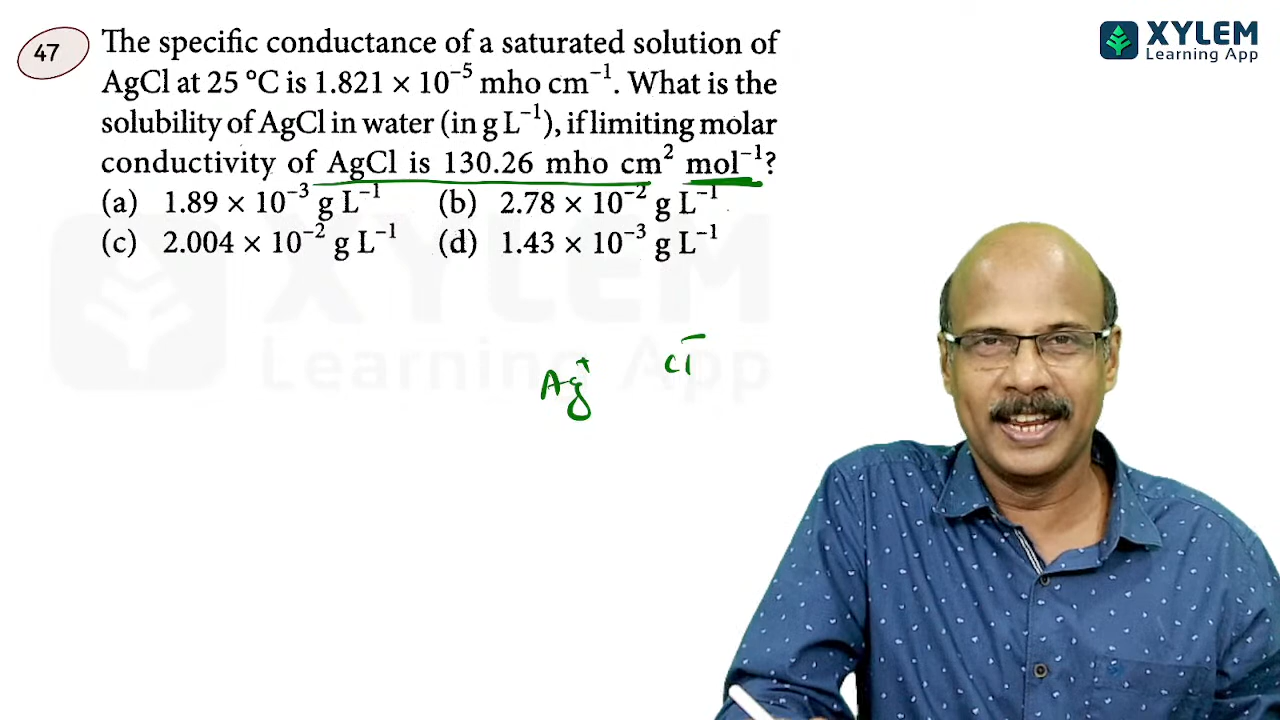 47 The specific conductance of a saturated solution of
AgCl at 25 °C is 1.821 × 10⁻⁵ mho cm⁻¹. What is the
solubility of AgCl in water (in g L⁻¹), if limiting molar
conductivity of AgCl is 130.26 mho cm² mol⁻¹?
(a) 1.89 × 10⁻³ g L⁻¹ (b) 2.78 × 10⁻² g L⁻¹
(c) 2.004 × 10⁻² g L⁻¹ (d) 1.43 × 10⁻³ g L⁻¹
XYLEM
Learning App
XYLEM
Learning App
Ag⁺ Cl⁻